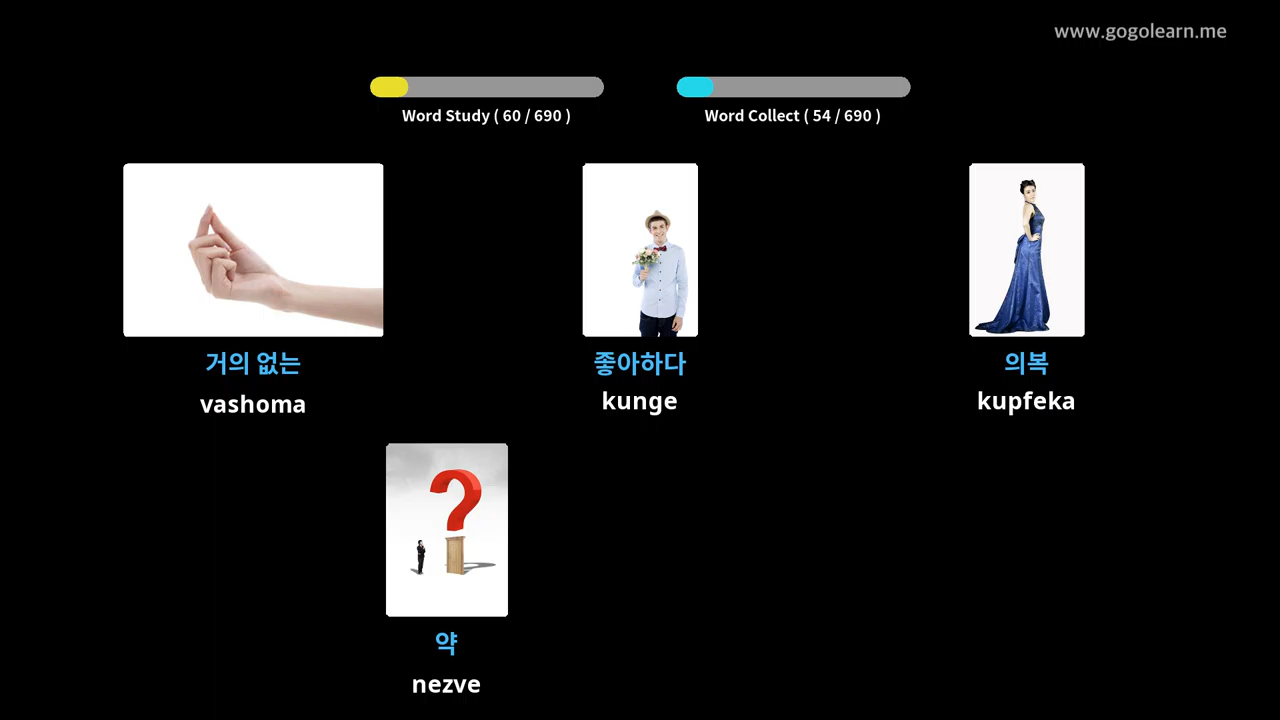 www.gogolearn.me
Word Study ( 60 / 690 )
Word Collect ( 54 / 690 )
거의 없는
vashoma
좋아하다
kunge
의복
kupfeka
약
nezve